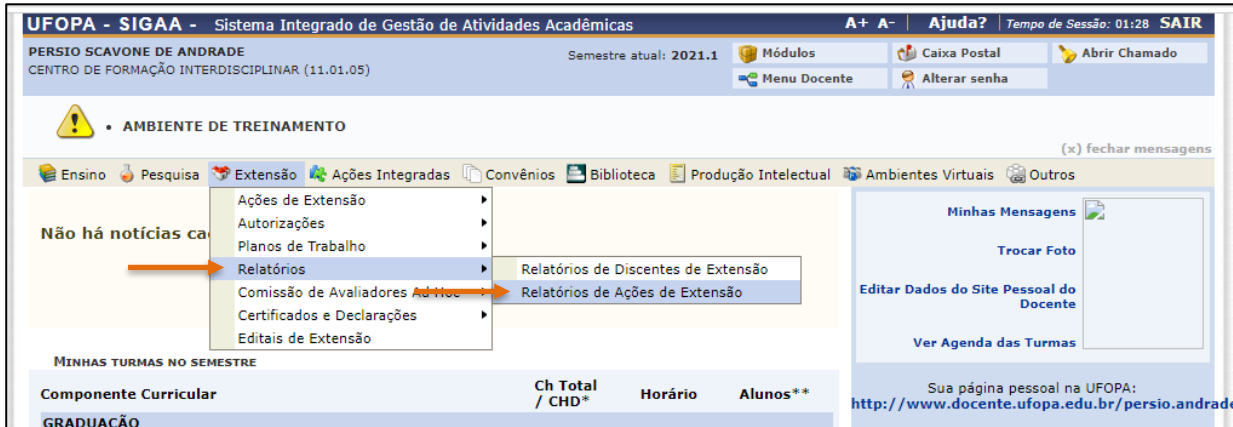 UFOPA - SIGAA - Sistema Integrado de Gestão de Atividades Acadêmicas A+ A- | Ajuda? | Tempo de Sessão: 01:28 SAIR
PERSIO SCAVONE DE ANDRADE Semestre atual: 2021.1 Módulos Caixa Postal Abrir Chamado
CENTRO DE FORMAÇÃO INTERDISCIPLINAR (11.01.05) Menu Docente Alterar senha
• AMBIENTE DE TREINAMENTO
(x) fechar mensagens
Ensino Pesquisa Extensão Ações Integradas Convênios Biblioteca Produção Intelectual Ambientes Virtuais Outros
Ações de Extensão
Autorizações
Não há notícias
Planos de Trabalho
Relatórios
Comissão de Avaliadores Ad Hoc
Certificados e Declarações
Editais de Extensão
Relatórios de Discentes de Extensão
Relatórios de Ações de Extensão
Minhas Mensagens
Trocar Foto
Editar Dados do Site Pessoal do
Docente
Ver Agenda das Turmas
MINHAS TURMAS NO SEMESTRE
Componente Curricular Ch Total / CHD* Horário Alunos**
GRADUAÇÃO
Sua página pessoal na UFOPA:
http://www.docente.ufopa.edu.br/persio.andrade